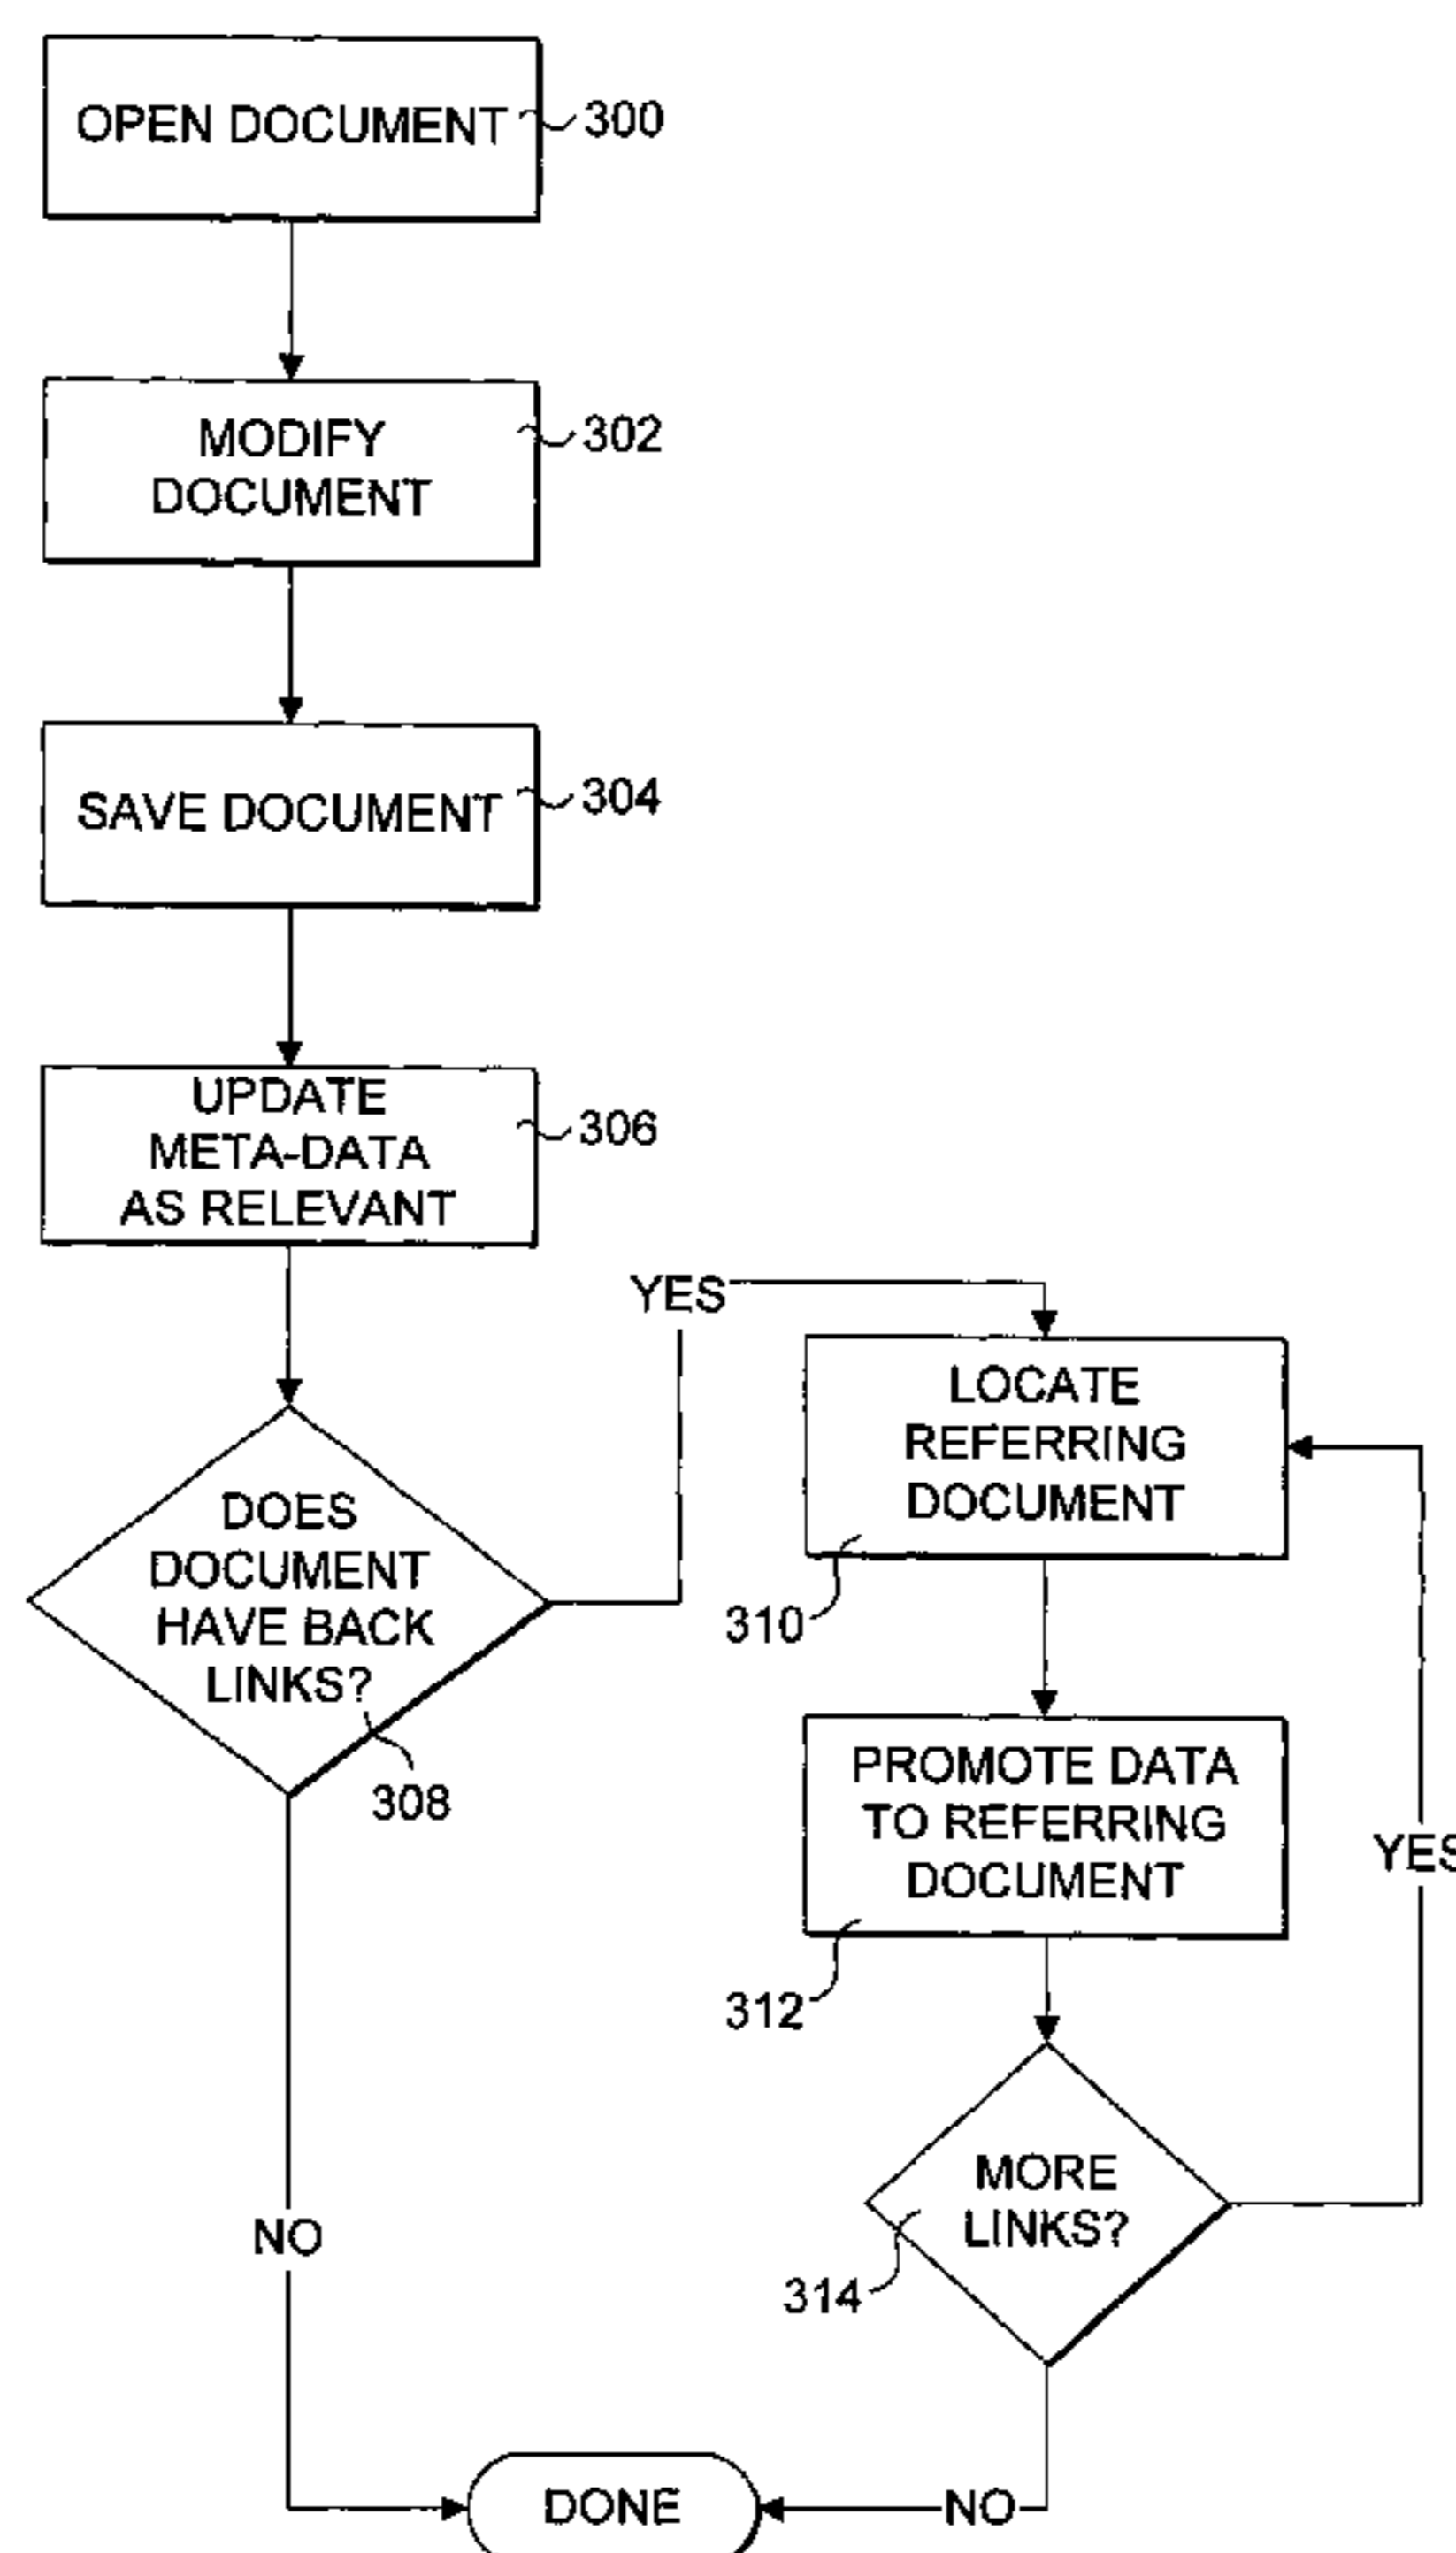 OPEN DOCUMENT
300
MODIFY
DOCUMENT
302
SAVE DOCUMENT
304
UPDATE
META-DATA
AS RELEVANT
306
DOES
DOCUMENT
HAVE BACK
LINKS?
308
YES
LOCATE
REFERRING
DOCUMENT
310
PROMOTE DATA
TO REFERRING
DOCUMENT
312
YES
MORE
LINKS?
314
NO
DONE
NO